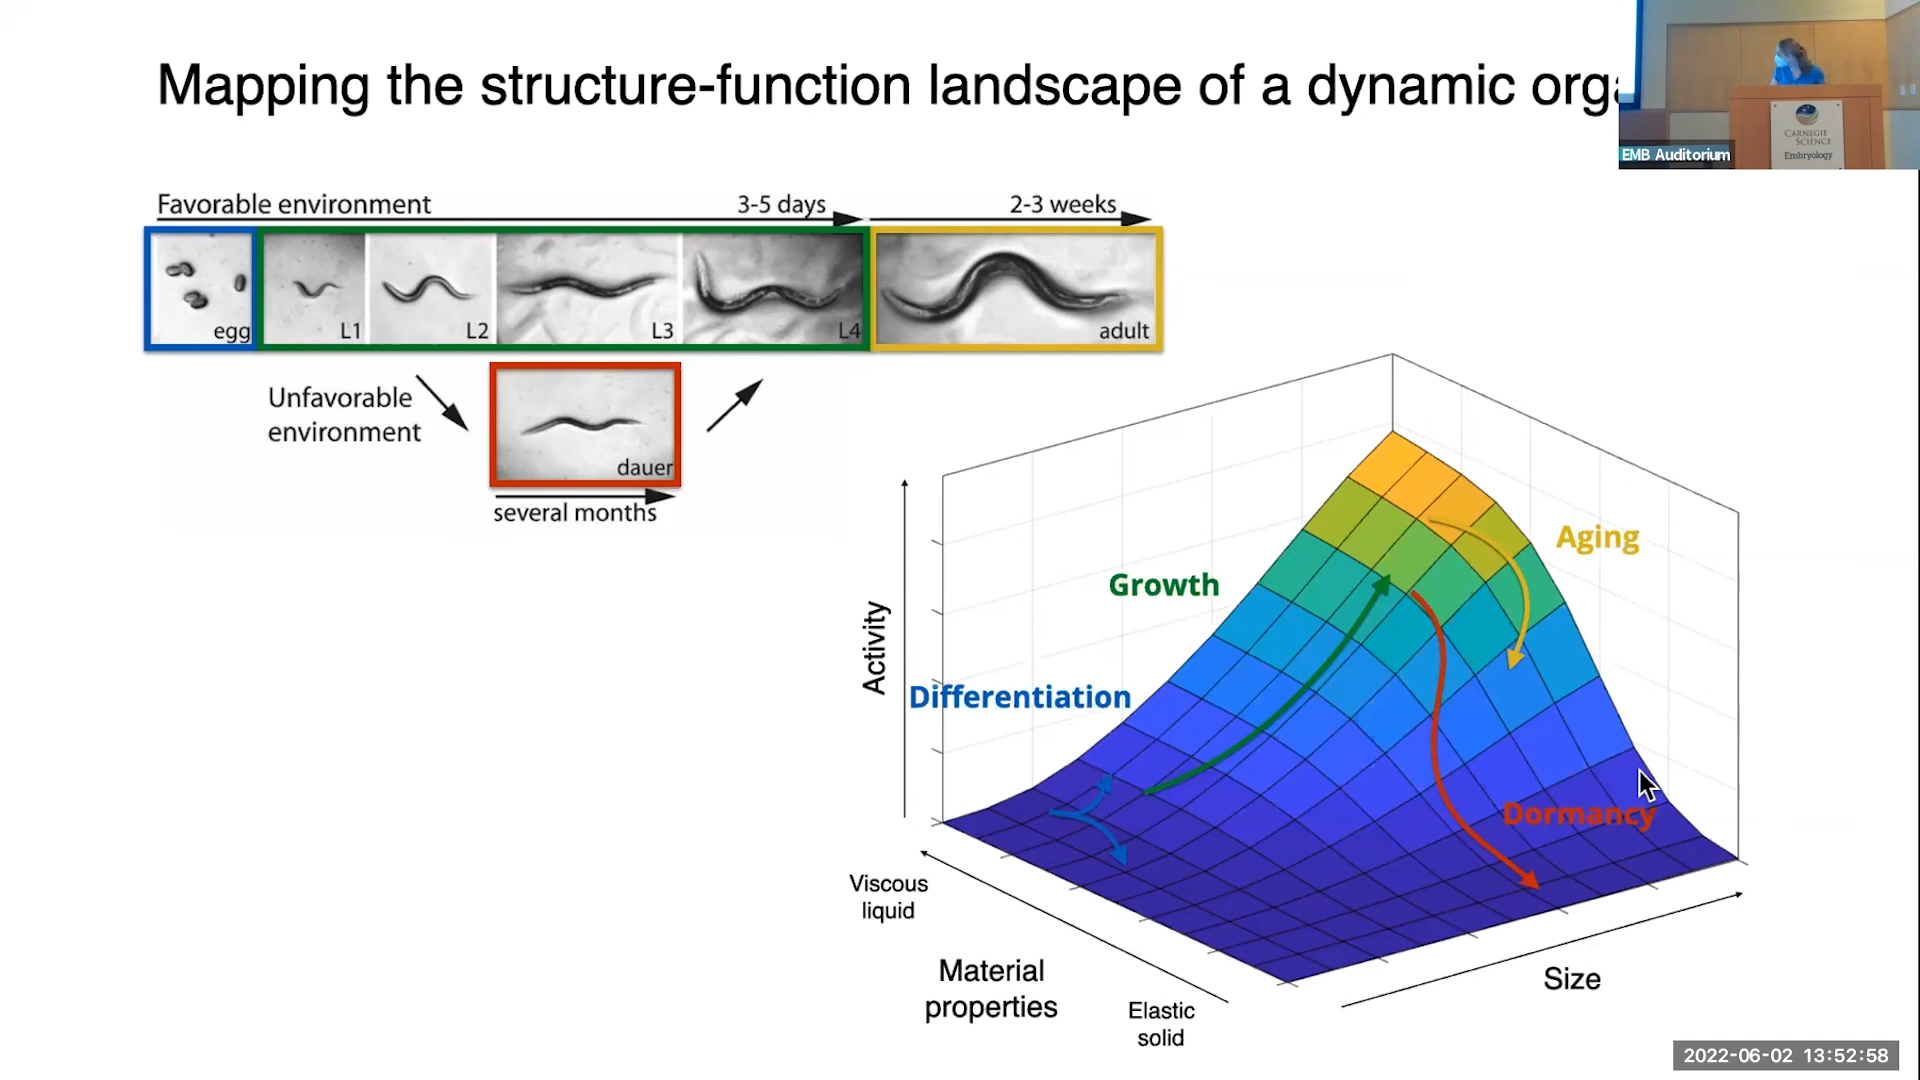 Mapping the structure-function landscape of a dynamic orga
CARNEGIE
SCIENCE
Embryology
EMB Auditorium
Favorable environment
3-5 days
2-3 weeks
egg
L1
L2
L3
L4
adult
Unfavorable
environment
dauer
several months
Aging
Growth
Activity
Differentiation
Dormancy
Viscous
liquid
Material
properties
Elastic
solid
Size
2022-06-02 13:52:58